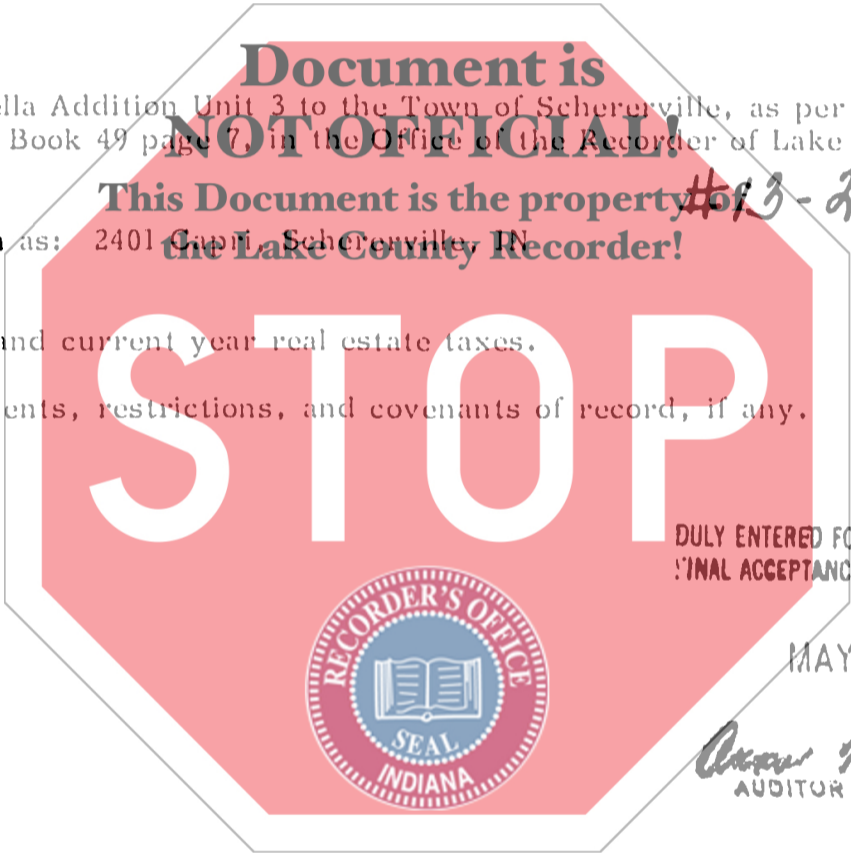 Document is
ella Addition Unit 3 to the Town of Schererville, as per
NOT OFFICIAL!
Book 49 page 7, in the Office of the Recorder of Lake
This Document is the property of
#13-2
as: 2401 Capri, Schererville, IN
the Lake County Recorder!
and current year real estate taxes.
STOP
ents, restrictions, and covenants of record, if any.
DULY ENTERED FO
FINAL ACCEPTANC
RECORDER'S OFFICE
SEAL
INDIANA
MAY
AUDITOR